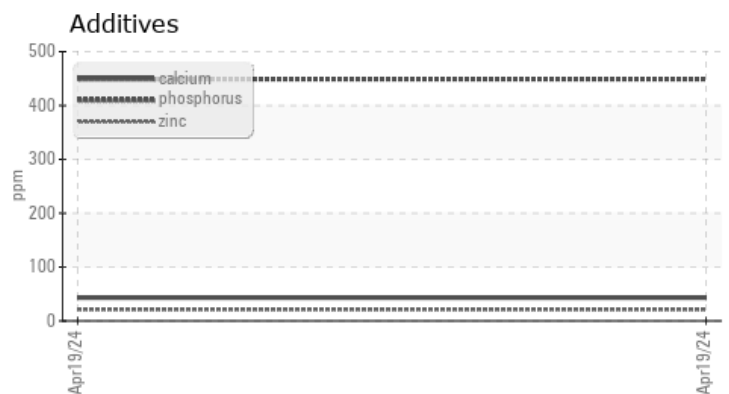 Additives
500
400
300
200
100
0
ppm
calcium
phosphorus
zinc
Apr19/24
Apr19/24